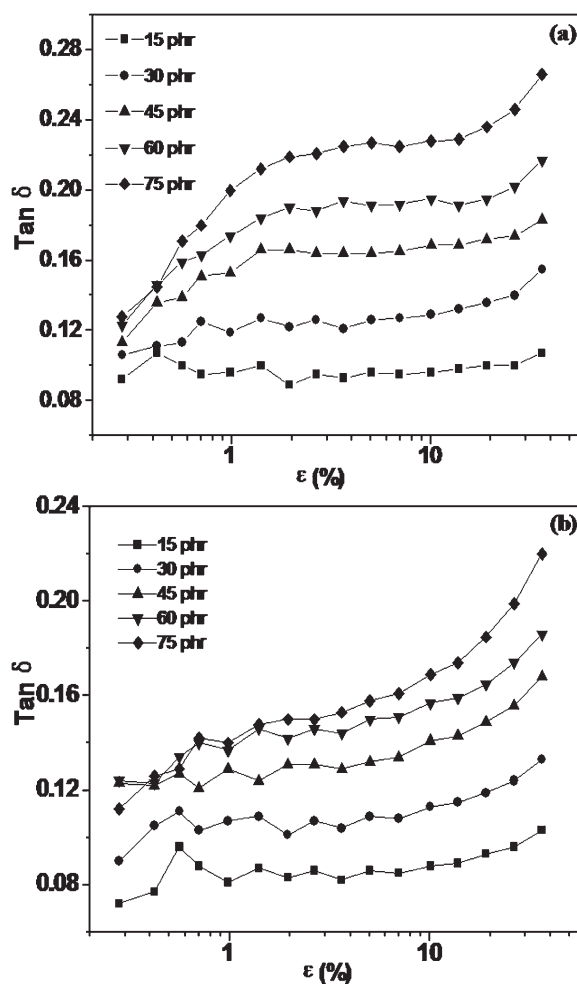 (a)
15 phr
30 phr
45 phr
60 phr
75 phr
0.28
0.24
0.20
0.16
0.12
0.08
Tan δ
1
10
ε (%)
(b)
15 phr
30 phr
45 phr
60 phr
75 phr
0.24
0.20
0.16
0.12
0.08
Tan δ
1
10
ε (%)